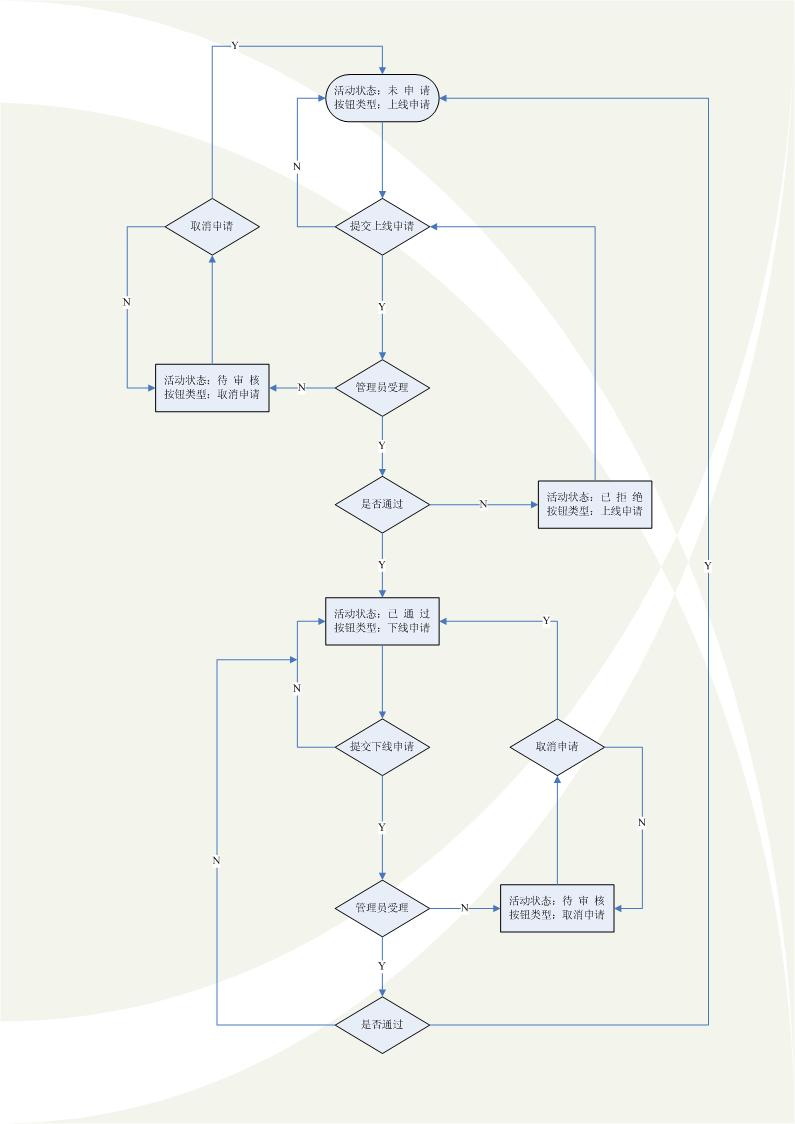 Y
活动状态：未 申 请
按钮类型：上线申请
N
取消申请
提交上线申请
N
Y
活动状态：待 审 核
按钮类型：取消申请
N
管理员受理
Y
是否通过
N
活动状态：已 拒 绝
按钮类型：上线申请
Y
Y
活动状态：已 通 过
按钮类型：下线申请
Y
N
提交下线申请
取消申请
Y
N
N
管理员受理
N
活动状态：待 审 核
按钮类型：取消申请
Y
是否通过